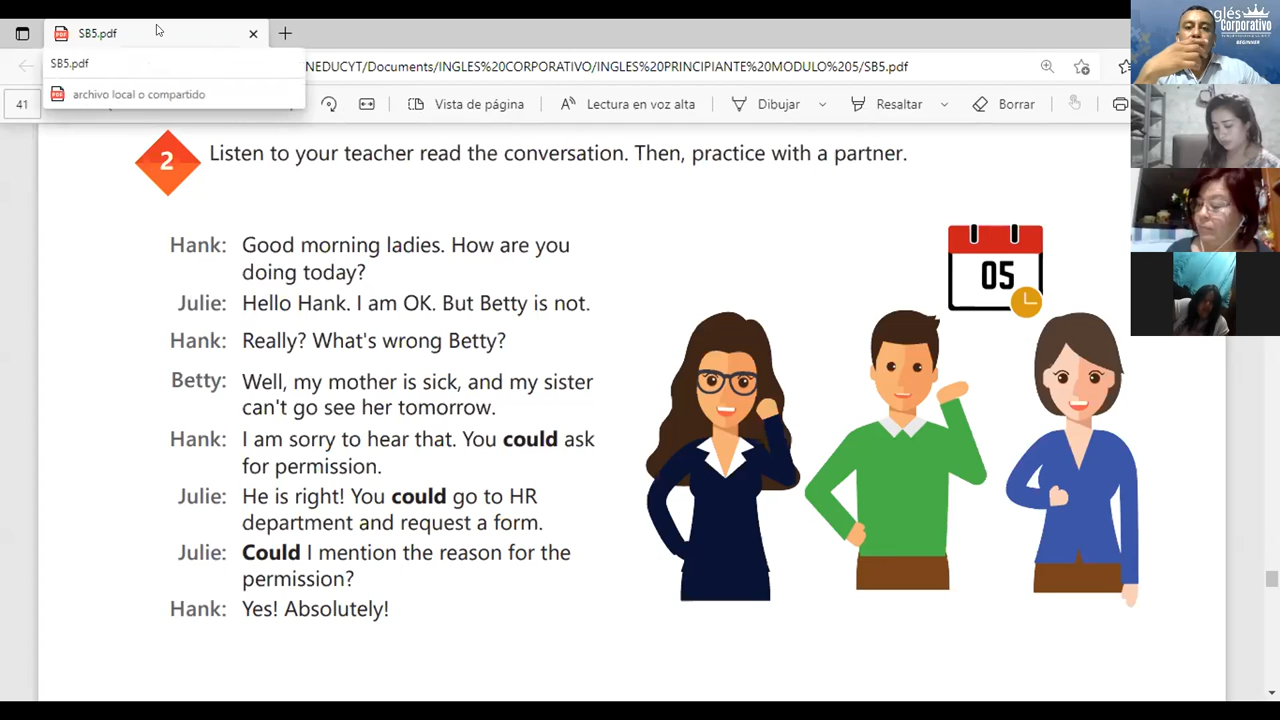 SB5.pdf
SB5.pdf
archivo local o compartido
NEDUCYT/Documents/INGLES%20CORPORATIVO/INGLES%20PRINCIPIANTE%20MODULO%205/SB5.pdf
41
Vista de página
Lectura en voz alta
Dibujar
Resaltar
Borrar
glés
Corporativo
BEGINNER
2 Listen to your teacher read the conversation. Then, practice with a partner.
Hank: Good morning ladies. How are you
doing today?
Julie: Hello Hank. I am OK. But Betty is not.
Hank: Really? What's wrong Betty?
Betty: Well, my mother is sick, and my sister
can't go see her tomorrow.
Hank: I am sorry to hear that. You could ask
for permission.
Julie: He is right! You could go to HR
department and request a form.
Julie: Could I mention the reason for the
permission?
Hank: Yes! Absolutely!
05